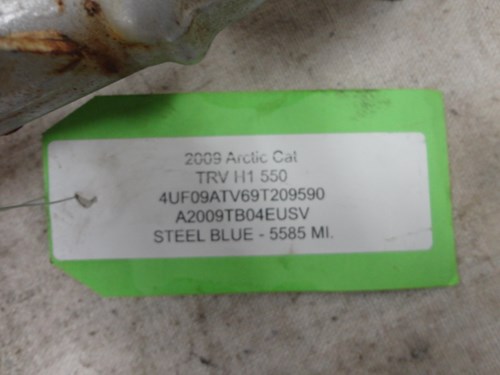 2009 Arctic Cat
TRV H1 550
4UF09ATV69T209590
A2009TB04EUSV
STEEL BLUE - 5585 MI.